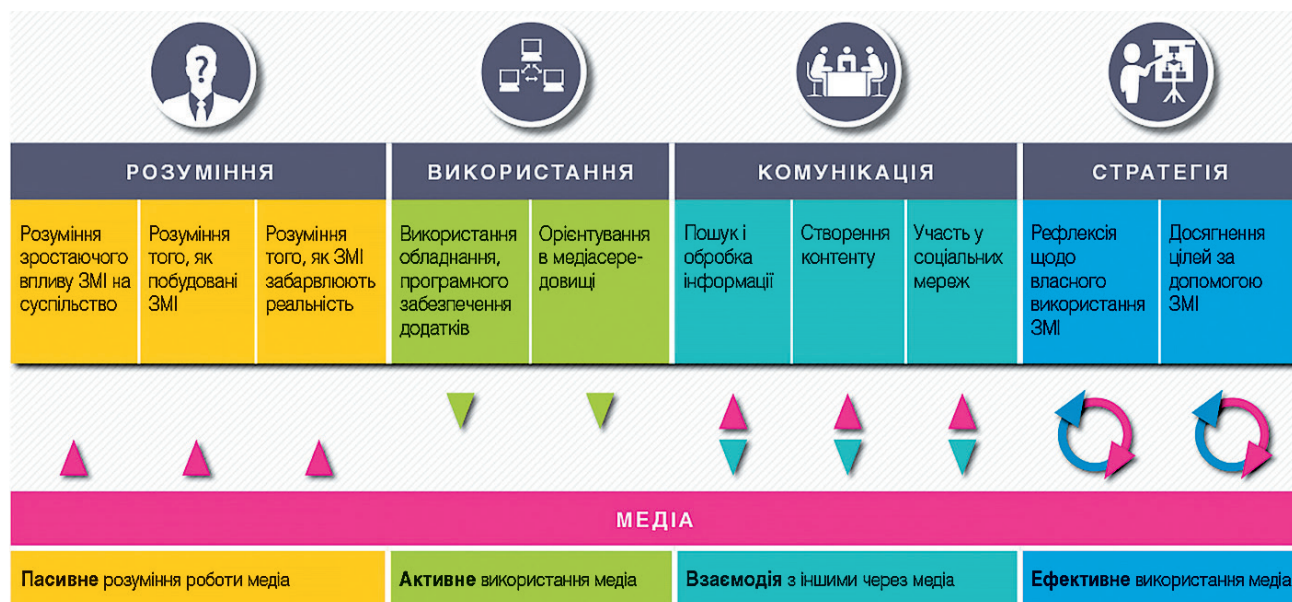 ?
РОЗУМІННЯ
ВИКОРИСТАННЯ
КОМУНІКАЦІЯ
СТРАТЕГІЯ
Розуміння
зростаючого
впливу ЗМІ на
суспільство
Розуміння
того, як
побудовані
ЗМІ
Розуміння
того, як ЗМІ
забарвлюють
реальність
Використання
обладнання,
програмного
забезпечення
додатків
Орієнтування
в медіасере-
довищі
Пошук і
обробка
інформації
Створення
контенту
Участь у
соціальних
мереж
Рефлексія
щодо
власного
використання
ЗМІ
Досягнення
цілей за
допомогою
ЗМІ
МЕДІА
Пасивне розуміння роботи медіа
Активне використання медіа
Взаємодія з іншими через медіа
Ефективне використання медіа